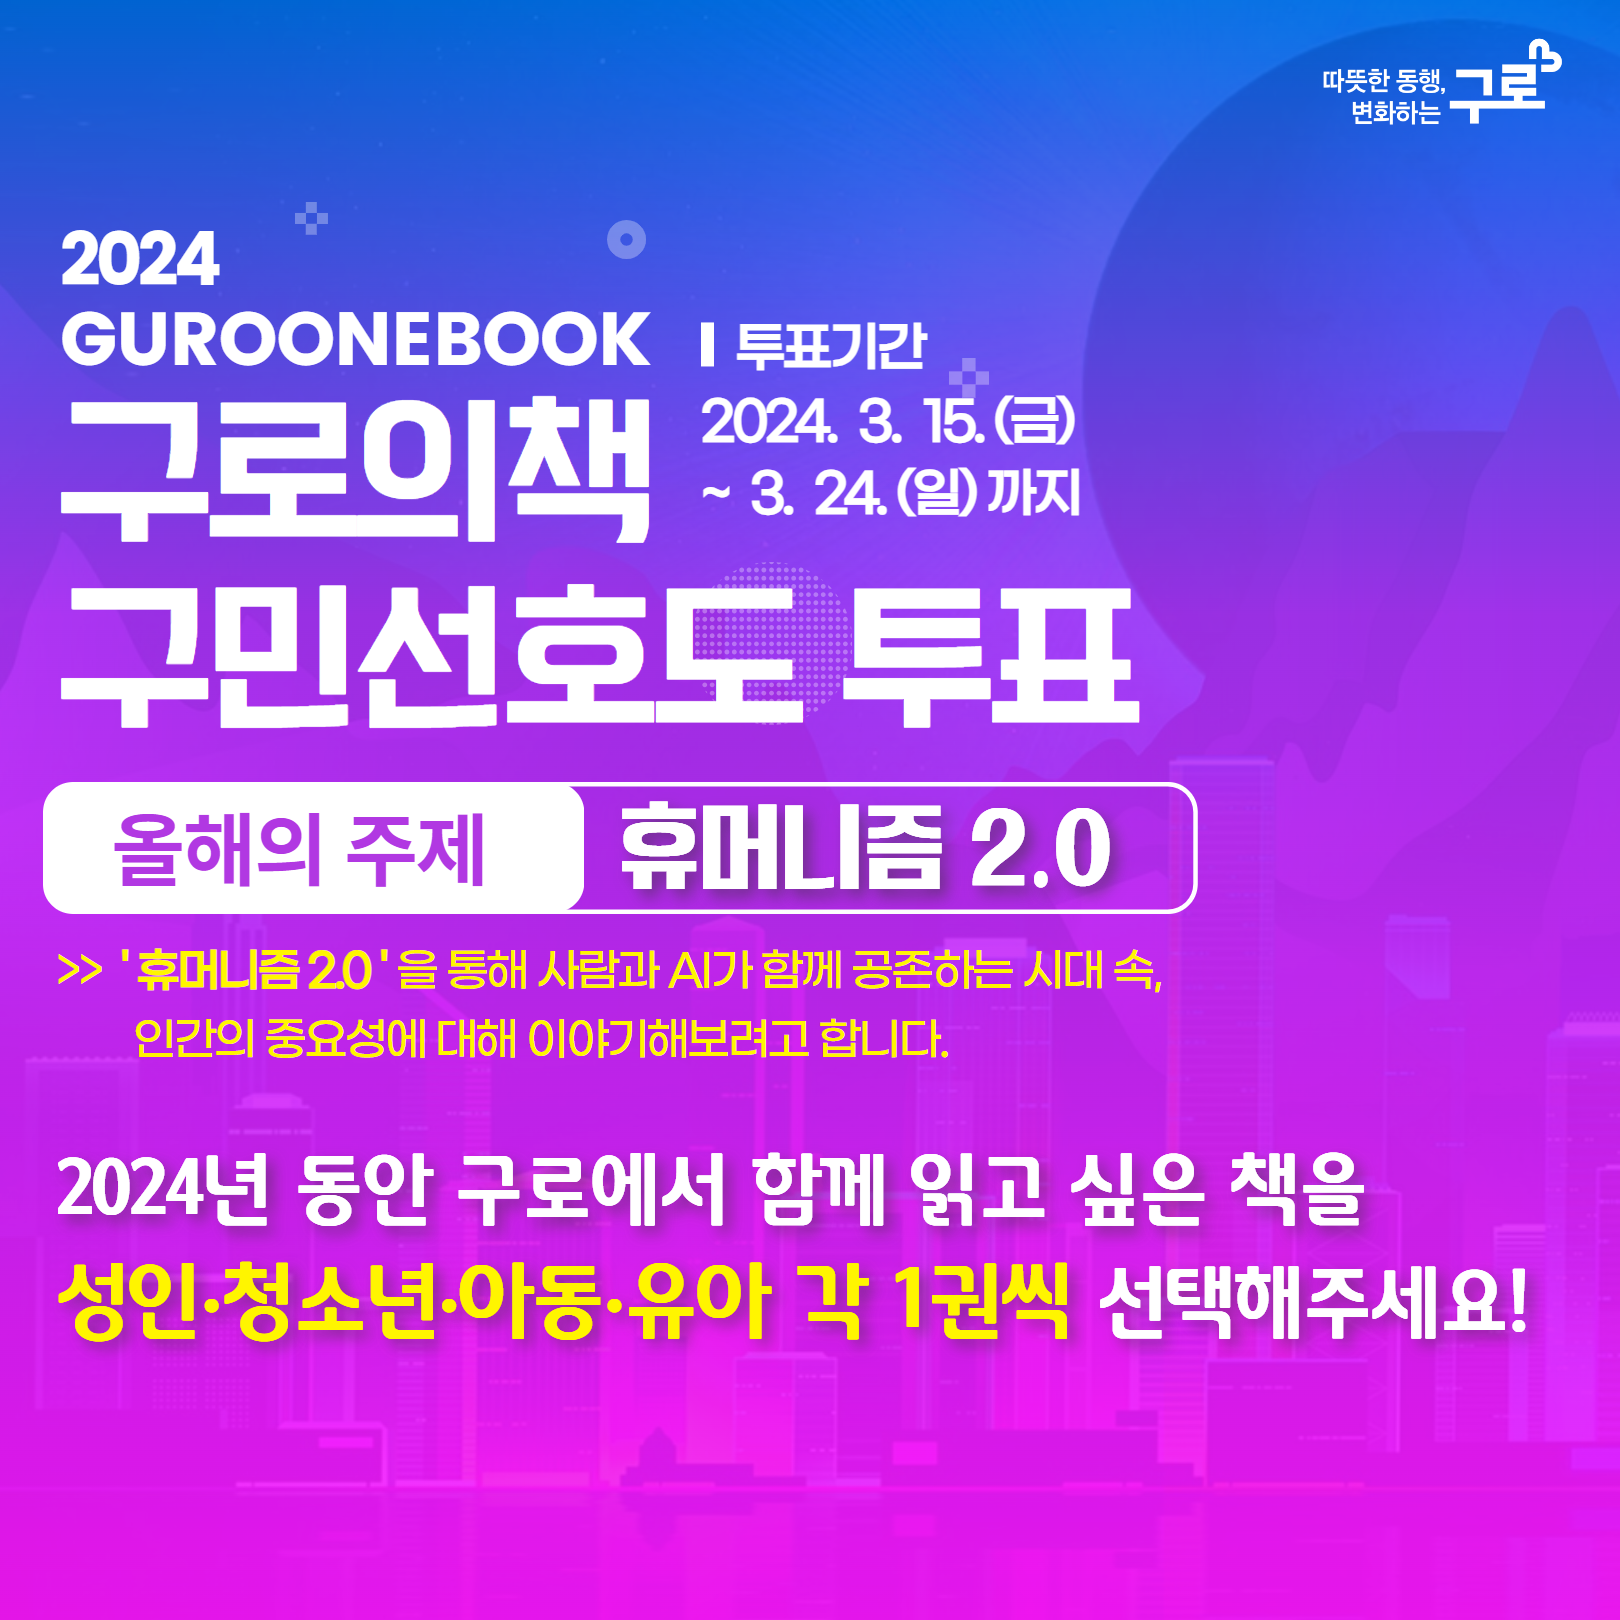 따뜻한 동행,
변화하는 구로
2024
GUROONEBOOK
구로의책
구민선호도 투표
투표기간
2024. 3. 15.(금)
~ 3. 24.(일) 까지
올해의 주제 휴머니즘 2.0
>> '휴머니즘 2.0'을 통해 사람과 AI가 함께 공존하는 시대 속,
인간의 중요성에 대해 이야기해보려고 합니다.
2024년 동안 구로에서 함께 읽고 싶은 책을
성인·청소년·아동·유아 각 1권씩 선택해주세요!